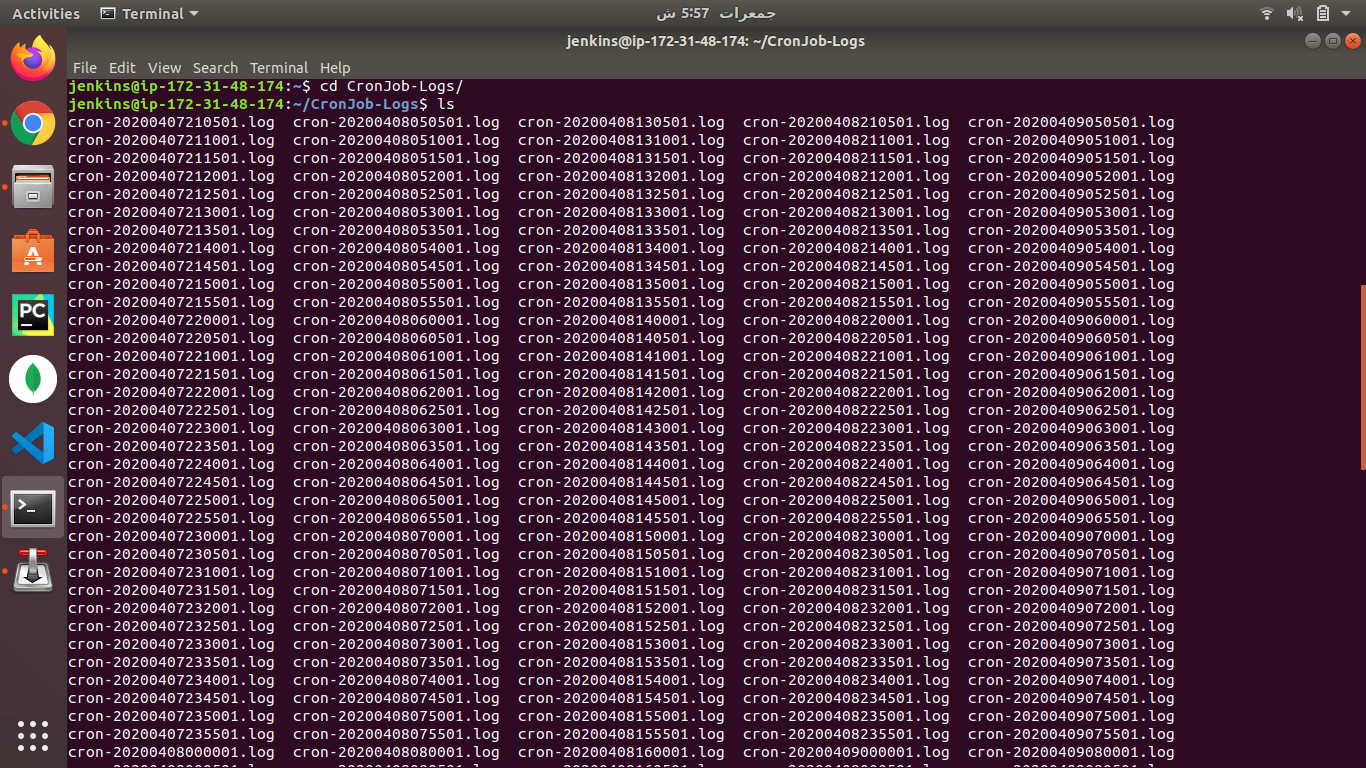 Activities Terminal جمعرات 5:57 ش
jenkins@ip-172-31-48-174: ~/CronJob-Logs
File Edit View Search Terminal Help
jenkins@ip-172-31-48-174:~$ cd CronJob-Logs/
jenkins@ip-172-31-48-174:~/CronJob-Logs$ ls
cron-20200407210501.log cron-20200408050501.log cron-20200408130501.log cron-20200408210501.log cron-20200409050501.log
cron-20200407211001.log cron-20200408051001.log cron-20200408131001.log cron-20200408211001.log cron-20200409051001.log
cron-20200407211501.log cron-20200408051501.log cron-20200408131501.log cron-20200408211501.log cron-20200409051501.log
cron-20200407212001.log cron-20200408052001.log cron-20200408132001.log cron-20200408212001.log cron-20200409052001.log
cron-20200407212501.log cron-20200408052501.log cron-20200408132501.log cron-20200408212501.log cron-20200409052501.log
cron-20200407213001.log cron-20200408053001.log cron-20200408133001.log cron-20200408213001.log cron-20200409053001.log
cron-20200407213501.log cron-20200408053501.log cron-20200408133501.log cron-20200408213501.log cron-20200409053501.log
cron-20200407214001.log cron-20200408054001.log cron-20200408134001.log cron-20200408214001.log cron-20200409054001.log
cron-20200407214501.log cron-20200408054501.log cron-20200408134501.log cron-20200408214501.log cron-20200409054501.log
cron-20200407215001.log cron-20200408055001.log cron-20200408135001.log cron-20200408215001.log cron-20200409055001.log
cron-20200407215501.log cron-20200408055501.log cron-20200408135501.log cron-20200408215501.log cron-20200409055501.log
cron-20200407220001.log cron-20200408060001.log cron-20200408140001.log cron-20200408220001.log cron-20200409060001.log
cron-20200407220501.log cron-20200408060501.log cron-20200408140501.log cron-20200408220501.log cron-20200409060501.log
cron-20200407221001.log cron-20200408061001.log cron-20200408141001.log cron-20200408221001.log cron-20200409061001.log
cron-20200407221501.log cron-20200408061501.log cron-20200408141501.log cron-20200408221501.log cron-20200409061501.log
cron-20200407222001.log cron-20200408062001.log cron-20200408142001.log cron-20200408222001.log cron-20200409062001.log
cron-20200407222501.log cron-20200408062501.log cron-20200408142501.log cron-20200408222501.log cron-20200409062501.log
cron-20200407223001.log cron-20200408063001.log cron-20200408143001.log cron-20200408223001.log cron-20200409063001.log
cron-20200407223501.log cron-20200408063501.log cron-20200408143501.log cron-20200408223501.log cron-20200409063501.log
cron-20200407224001.log cron-20200408064001.log cron-20200408144001.log cron-20200408224001.log cron-20200409064001.log
cron-20200407224501.log cron-20200408064501.log cron-20200408144501.log cron-20200408224501.log cron-20200409064501.log
cron-20200407225001.log cron-20200408065001.log cron-20200408145001.log cron-20200408225001.log cron-20200409065001.log
cron-20200407225501.log cron-20200408065501.log cron-20200408145501.log cron-20200408225501.log cron-20200409065501.log
cron-20200407230001.log cron-20200408070001.log cron-20200408150001.log cron-20200408230001.log cron-20200409070001.log
cron-20200407230501.log cron-20200408070501.log cron-20200408150501.log cron-20200408230501.log cron-20200409070501.log
cron-20200407231001.log cron-20200408071001.log cron-20200408151001.log cron-20200408231001.log cron-20200409071001.log
cron-20200407231501.log cron-20200408071501.log cron-20200408151501.log cron-20200408231501.log cron-20200409071501.log
cron-20200407232001.log cron-20200408072001.log cron-20200408152001.log cron-20200408232001.log cron-20200409072001.log
cron-20200407232501.log cron-20200408072501.log cron-20200408152501.log cron-20200408232501.log cron-20200409072501.log
cron-20200407233001.log cron-20200408073001.log cron-20200408153001.log cron-20200408233001.log cron-20200409073001.log
cron-20200407233501.log cron-20200408073501.log cron-20200408153501.log cron-20200408233501.log cron-20200409073501.log
cron-20200407234001.log cron-20200408074001.log cron-20200408154001.log cron-20200408234001.log cron-20200409074001.log
cron-20200407234501.log cron-20200408074501.log cron-20200408154501.log cron-20200408234501.log cron-20200409074501.log
cron-20200407235001.log cron-20200408075001.log cron-20200408155001.log cron-20200408235001.log cron-20200409075001.log
cron-20200407235501.log cron-20200408075501.log cron-20200408155501.log cron-20200408235501.log cron-20200409075501.log
cron-20200408000001.log cron-20200408080001.log cron-20200408160001.log cron-20200409000001.log cron-20200409080001.log
PC